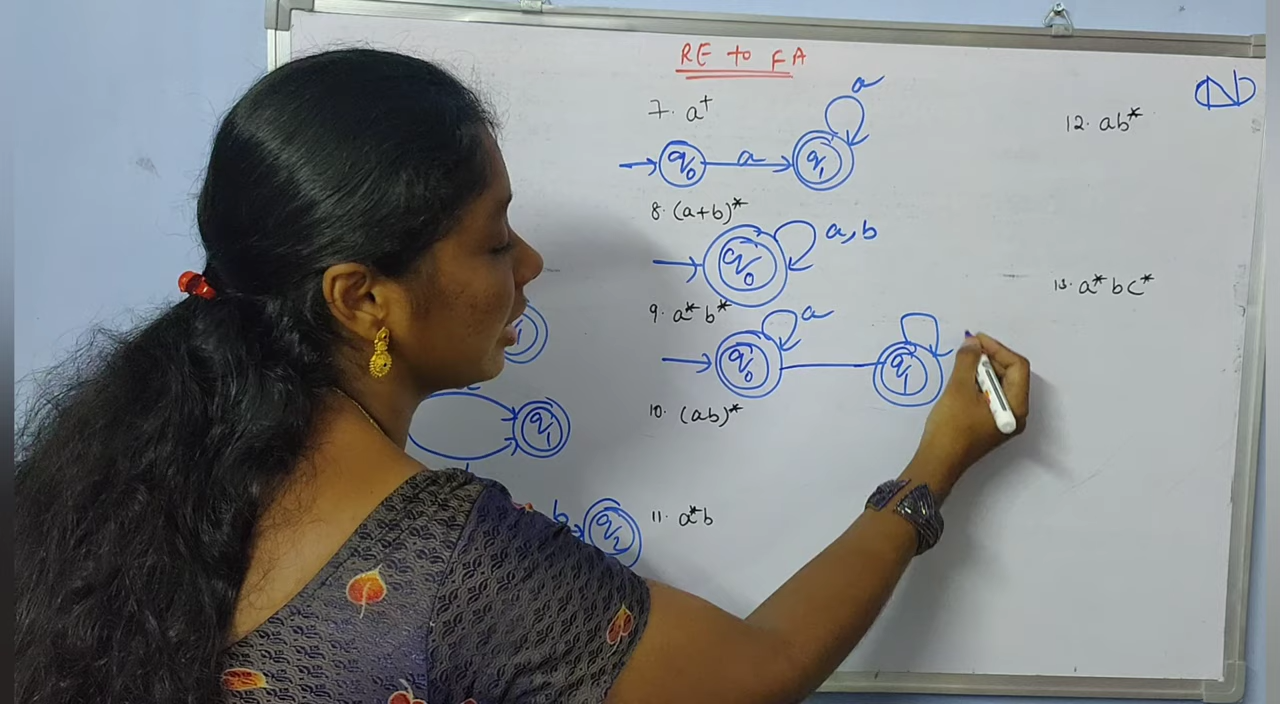 RE to FA
7. a⁺
q₀ a q₁ a
8. (a+b)*
q₀ a, b
9. a*b*
q₀ a q₁
10. (ab)*
q₁
11. a*b
b q₂
12. ab*
13. a*bc*